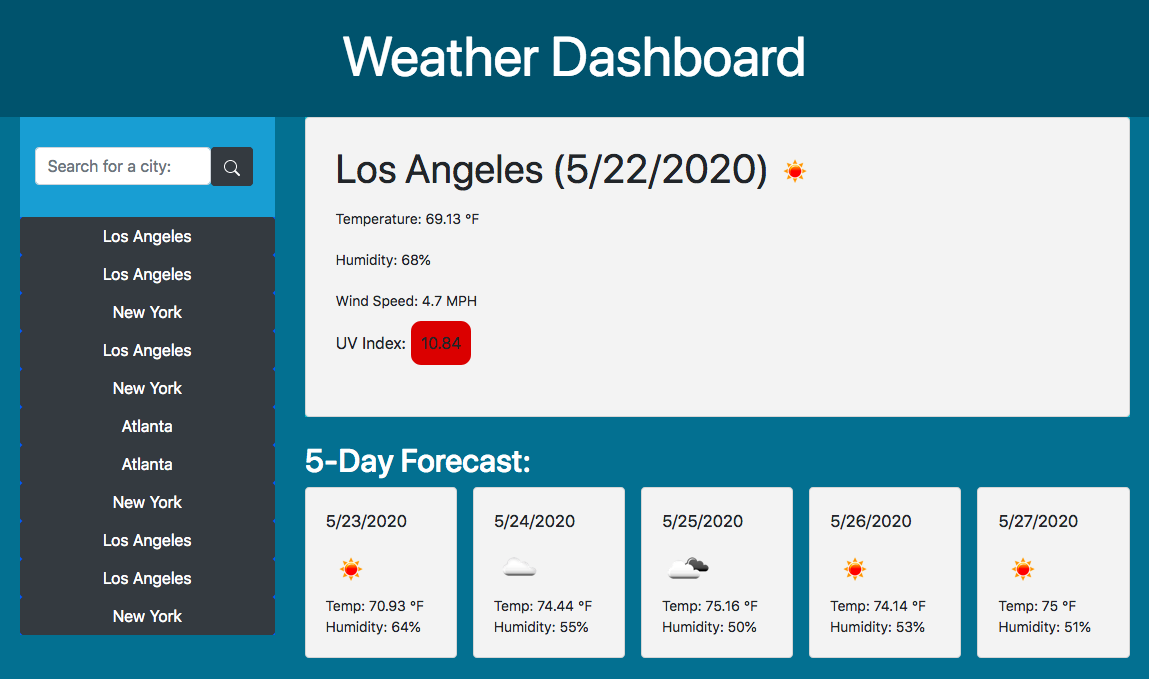 Weather Dashboard
Search for a city:
Los Angeles
Los Angeles
New York
Los Angeles
New York
Atlanta
Atlanta
New York
Los Angeles
Los Angeles
New York
Los Angeles (5/22/2020)
Temperature: 69.13 °F
Humidity: 68%
Wind Speed: 4.7 MPH
UV Index: 10.84
5-Day Forecast:
5/23/2020
Temp: 70.93 °F
Humidity: 64%
5/24/2020
Temp: 74.44 °F
Humidity: 55%
5/25/2020
Temp: 75.16 °F
Humidity: 50%
5/26/2020
Temp: 74.14 °F
Humidity: 53%
5/27/2020
Temp: 75 °F
Humidity: 51%